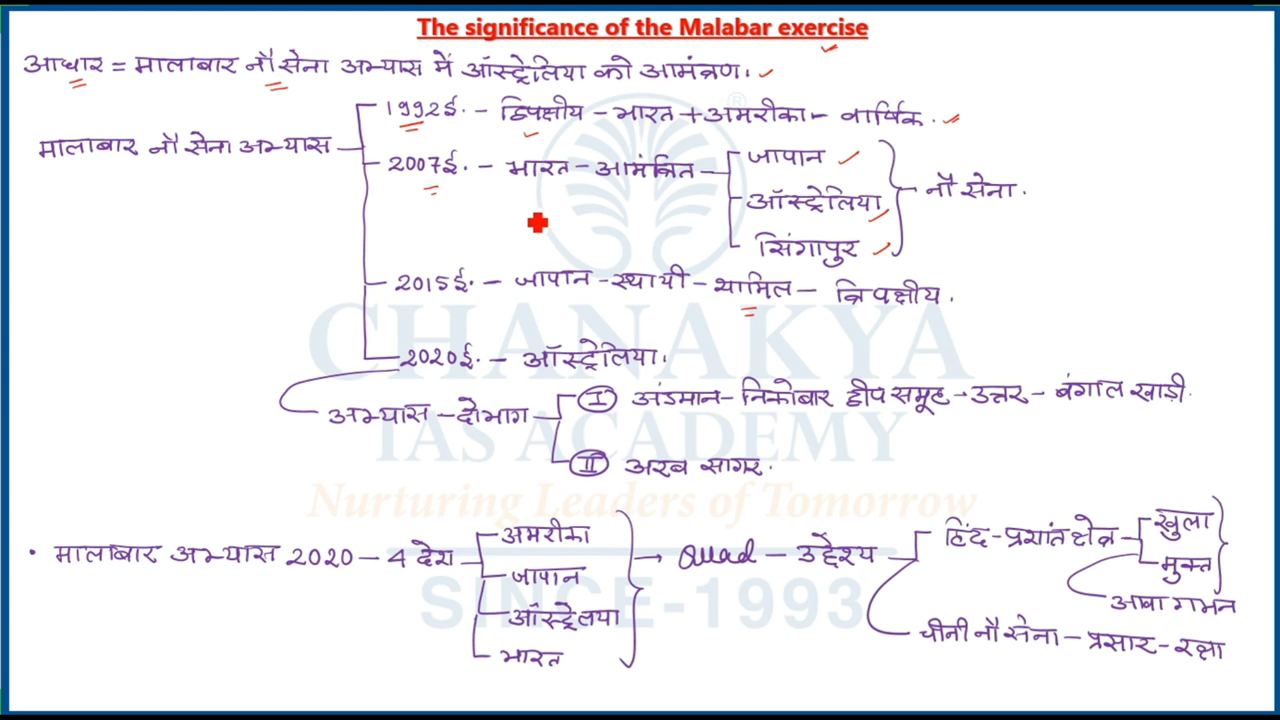 The significance of the Malabar exercise
आधार = मालाबार नौ सेना अभ्यास में ऑस्ट्रेलिया को आमंत्रण.
मालाबार नौ सेना अभ्यास
1992ई. - द्विपक्षीय - भारत + अमरीका - वार्षिक.
2007ई. - भारत - आमंत्रित
जापान
ऑस्ट्रेलिया
सिंगापुर
नौ सेना.
2015ई. - जापान - स्थायी - शामिल - त्रिपक्षीय.
2020ई. - ऑस्ट्रेलिया.
अभ्यास - दो भाग
I अंडमान - निकोबार द्वीप समूह - उत्तर - बंगाल खाड़ी.
II अरब सागर.
CHANAKYA
IAS ACADEMY
Nurturing Leaders of Tomorrow
SINCE-1993
• मालाबार अभ्यास 2020 - 4 देश
अमरीका
जापान
ऑस्ट्रेलया
भारत
→ Quad - उद्देश्य
हिंद - प्रशांत क्षेत्र
खुला
मुक्त
आवागमन
चीनी नौ सेना - प्रसार - रक्षा